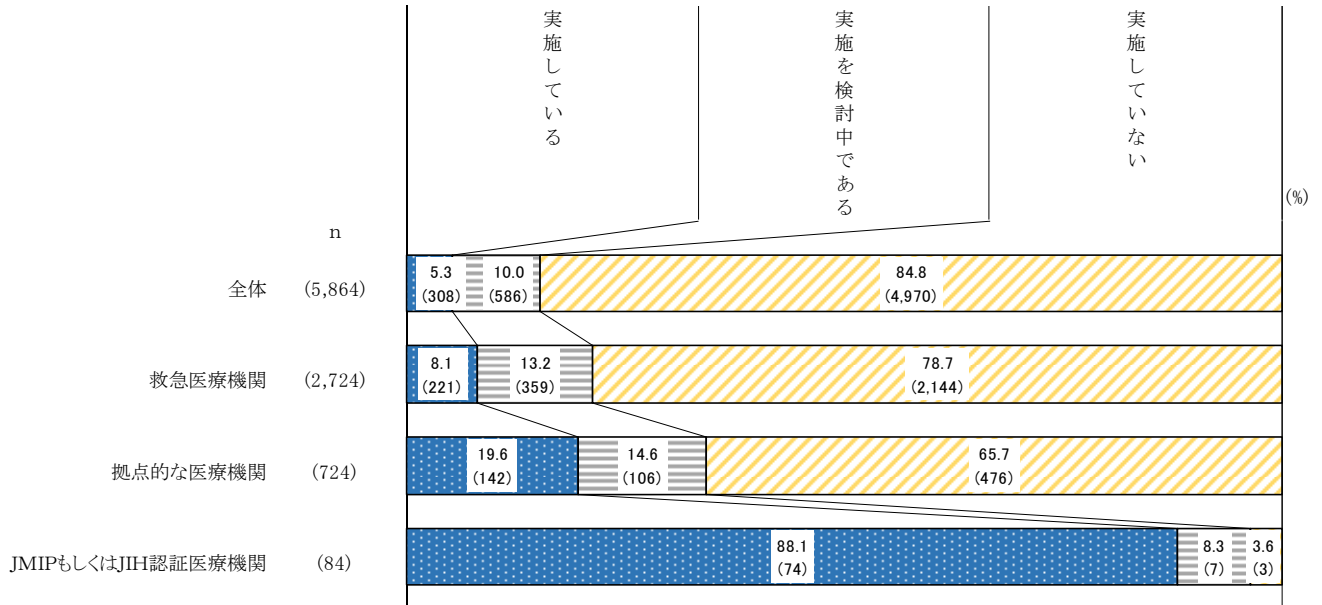 実施している
実施を検討中である
実施していない
(%)
n
全体 (5,864)
5.3 10.0 84.8
(308) (586) (4,970)
救急医療機関 (2,724)
8.1 13.2 78.7
(221) (359) (2,144)
拠点的な医療機関 (724)
19.6 14.6 65.7
(142) (106) (476)
JMIPもしくはJIH認証医療機関 (84)
88.1 8.3 3.6
(74) (7) (3)